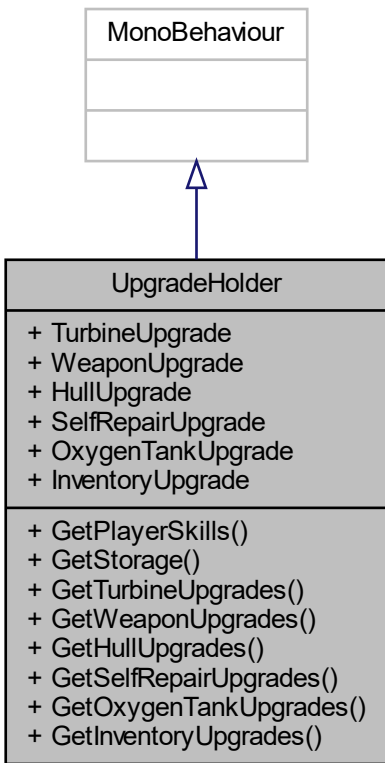 MonoBehaviour
UpgradeHolder
+ TurbineUpgrade
+ WeaponUpgrade
+ HullUpgrade
+ SelfRepairUpgrade
+ OxygenTankUpgrade
+ InventoryUpgrade
+ GetPlayerSkills()
+ GetStorage()
+ GetTurbineUpgrades()
+ GetWeaponUpgrades()
+ GetHullUpgrades()
+ GetSelfRepairUpgrades()
+ GetOxygenTankUpgrades()
+ GetInventoryUpgrades()